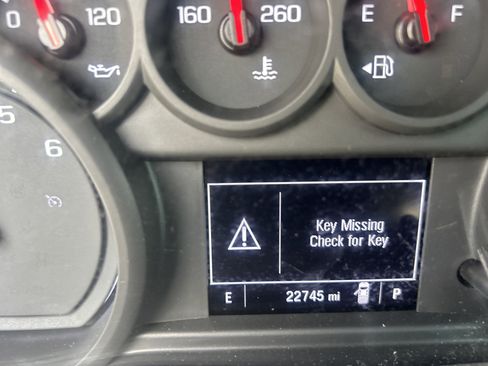 0 120
160 260
E F
5
6
Key Missing
Check for Key
E 22745 mi P